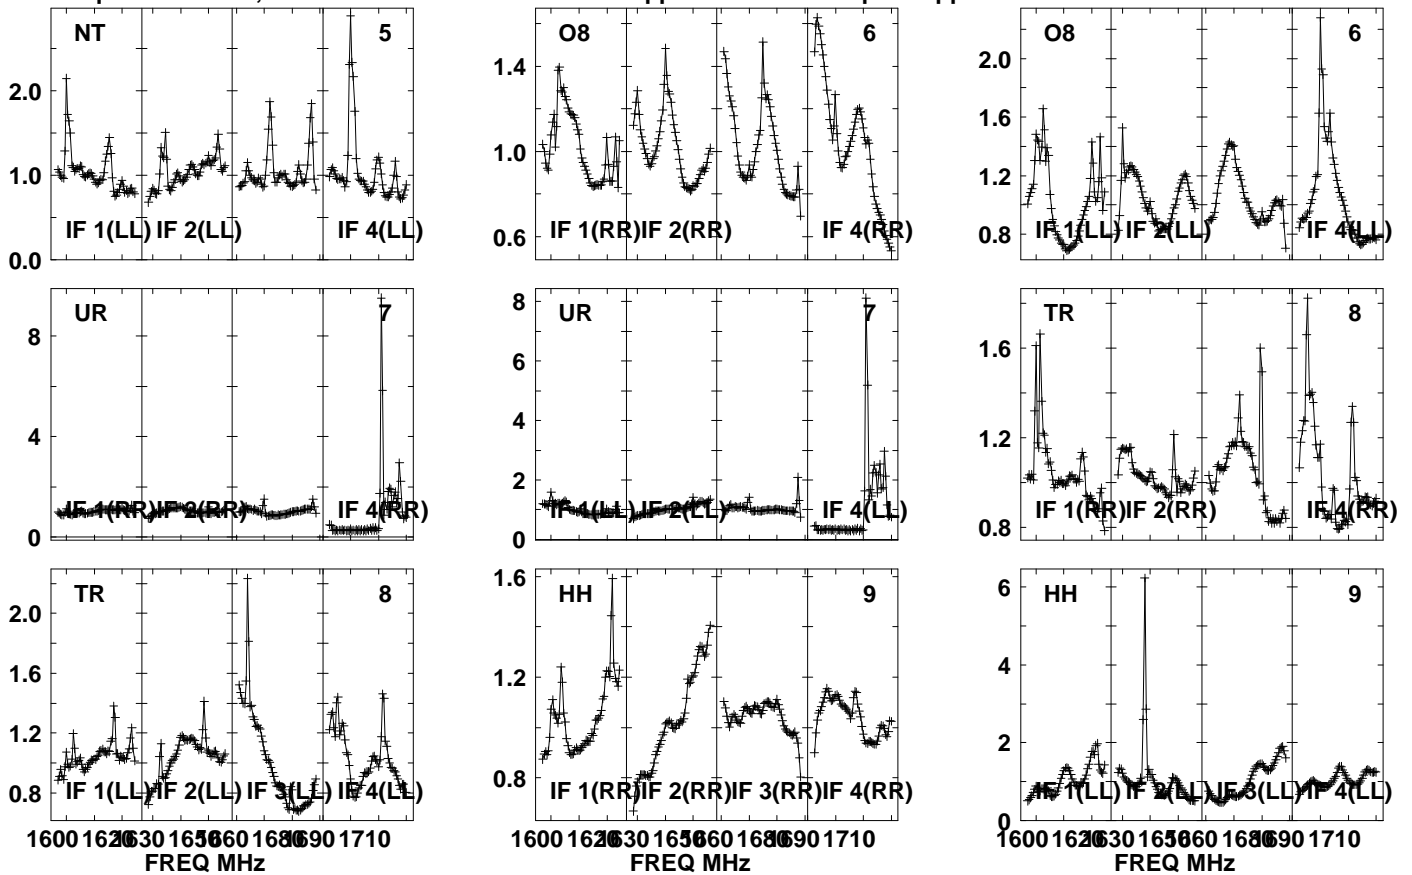 NT 5 O8 6 O8 6
2.0 1.4 2.0
1.0 1.0 1.6
0.0 0.6 1.2
0.8
IF 1(LL) IF 2(LL) IF 4(LL) IF 1(RR) IF 2(RR) IF 4(RR) IF 1(LL) IF 2(LL) IF 4(LL)
UR 7 UR 7 TR 8
8 8 1.6
4 6 1.2
0 4 0.8
2
0
IF 1(RR) IF 2(RR) IF 4(RR) IF 1(LL) IF 2(LL) IF 4(LL) IF 1(RR) IF 2(RR) IF 4(RR)
TR 8 HH 9 HH 9
2.0 1.6 6
1.6 1.2 4
1.2 0.8 2
0.8 0
IF 1(LL) IF 2(LL) IF 3(LL) IF 4(LL) IF 1(RR) IF 2(RR) IF 3(RR) IF 4(RR) IF 1(LL) IF 2(LL) IF 3(LL) IF 4(LL)
1600 1620 1630 1650 1660 1680 1690 1710 1600 1620 1630 1650 1660 1680 1690 1710 1600 1620 1630 1650 1660 1680 1690 1710
FREQ MHz FREQ MHz FREQ MHz